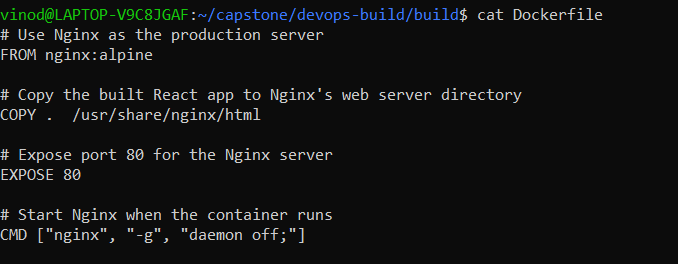 vinod@LAPTOP-V9C8JGAF:~/capstone/devops-build/build$ cat Dockerfile
# Use Nginx as the production server
FROM nginx:alpine

# Copy the built React app to Nginx's web server directory
COPY .  /usr/share/nginx/html

# Expose port 80 for the Nginx server
EXPOSE 80

# Start Nginx when the container runs
CMD ["nginx", "-g", "daemon off;"]